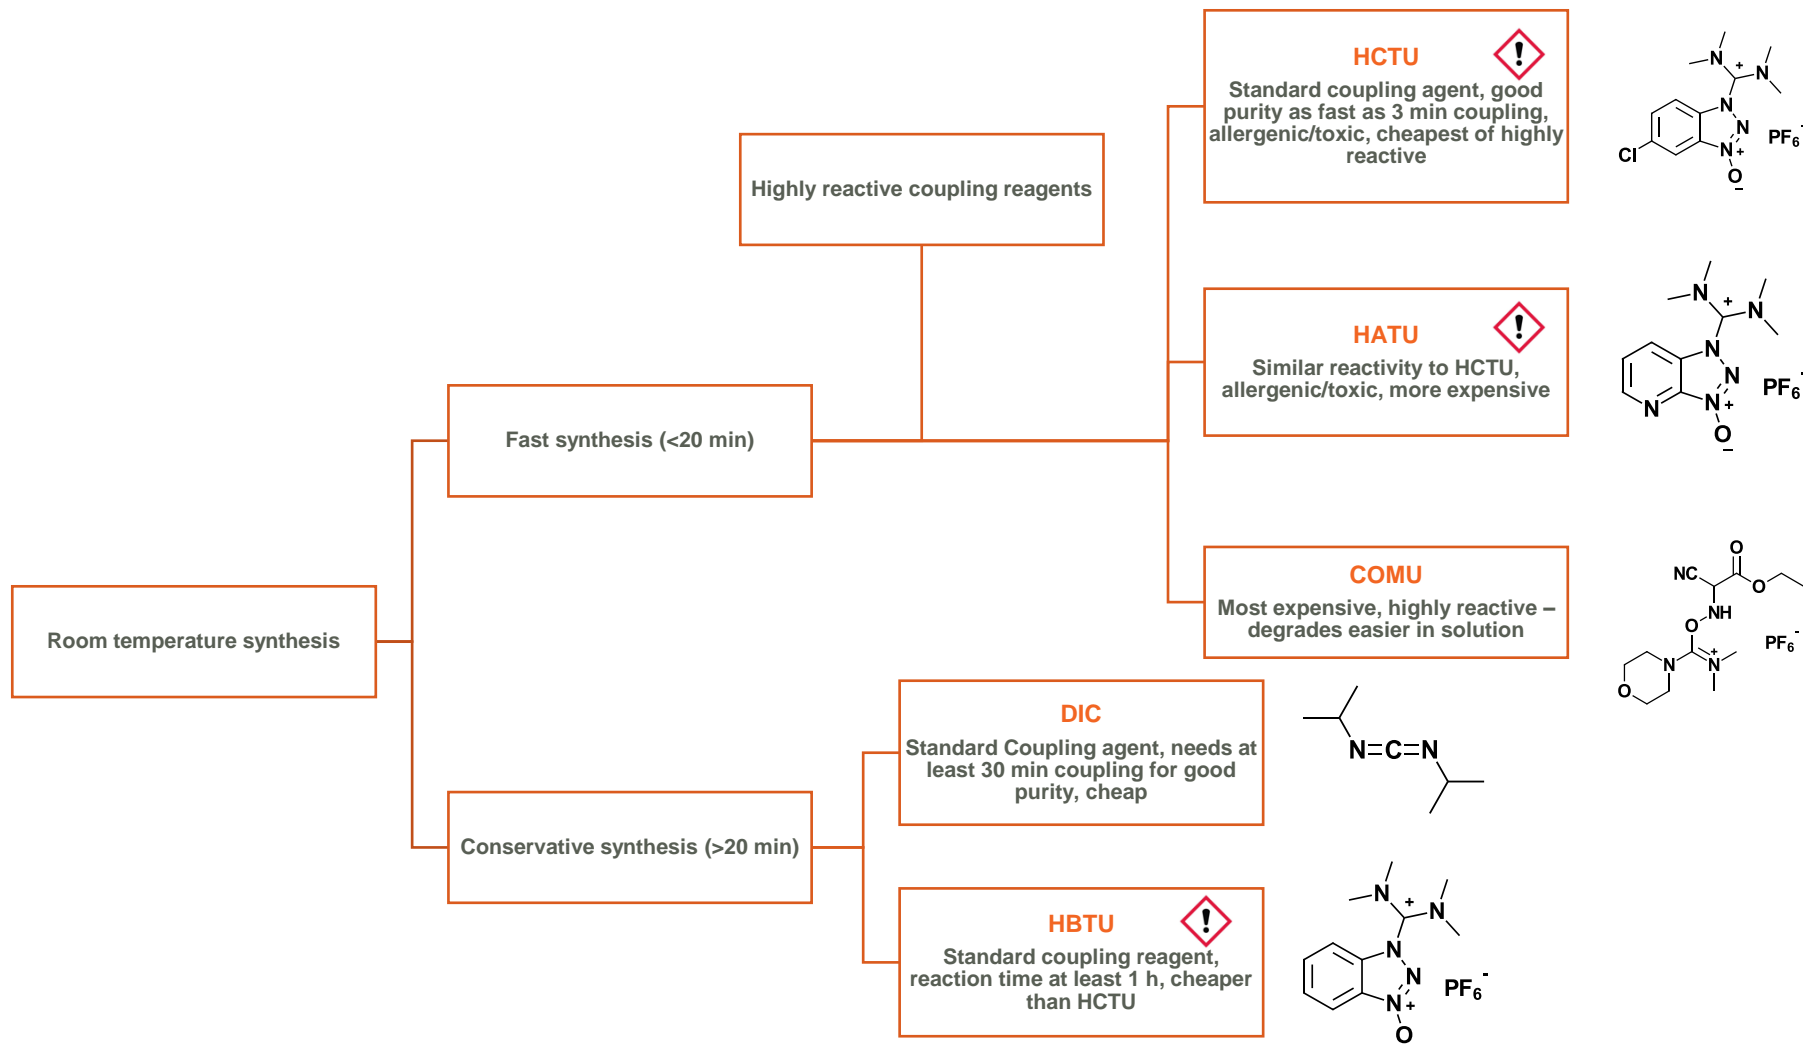 Room temperature synthesis
Fast synthesis (<20 min)
Highly reactive coupling reagents
HCTU
Standard coupling agent, good
purity as fast as 3 min coupling,
allergenic/toxic, cheapest of highly
reactive
N
+
N
N
N
N
+
O
−
Cl
PF6-
HATU
Similar reactivity to HCTU,
allergenic/toxic, more expensive
N
+
N
N
N
N
N
+
O
−
PF6-
COMU
Most expensive, highly reactive –
degrades easier in solution
O
NC
O
NH
O
N
N
+
O
PF6-
Conservative synthesis (>20 min)
DIC
Standard Coupling agent, needs at
least 30 min coupling for good
purity, cheap
N=C=N
HBTU
Standard coupling reagent,
reaction time at least 1 h, cheaper
than HCTU
N
+
N
N
N
N
+
O
PF6-